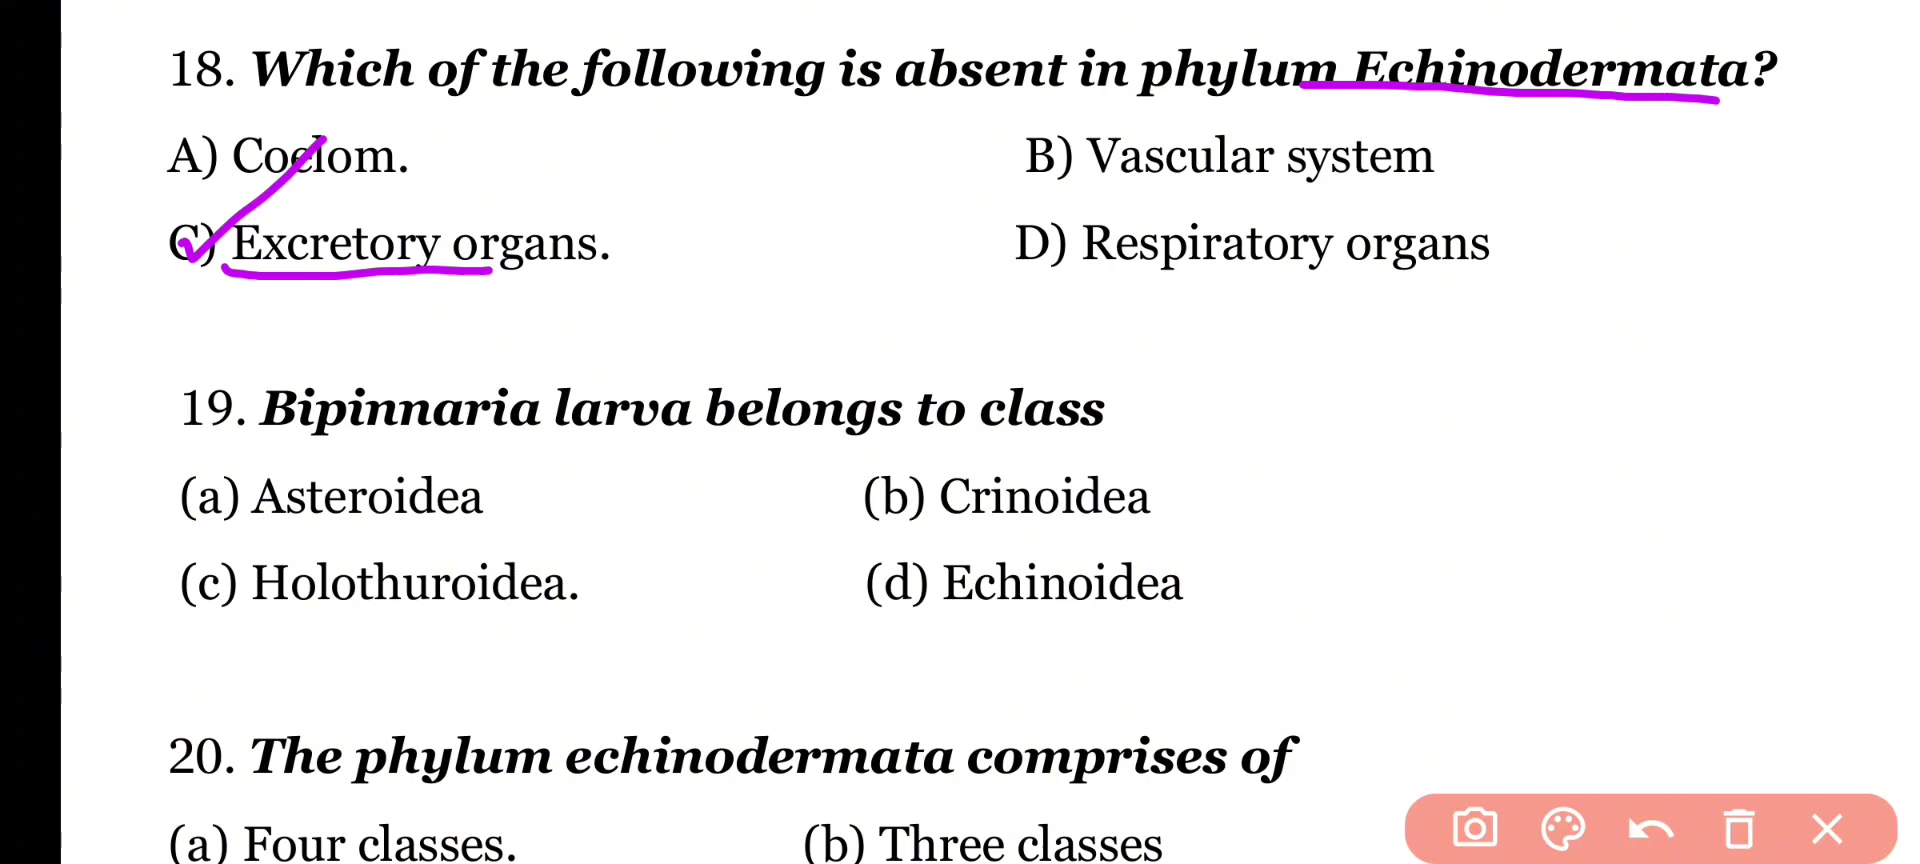 18. Which of the following is absent in phylum Echinodermata?
A) Coelom. B) Vascular system
C) Excretory organs. D) Respiratory organs
19. Bipinnaria larva belongs to class
(a) Asteroidea (b) Crinoidea
(c) Holothuroidea. (d) Echinoidea
20. The phylum echinodermata comprises of
(a) Four classes. (b) Three classes